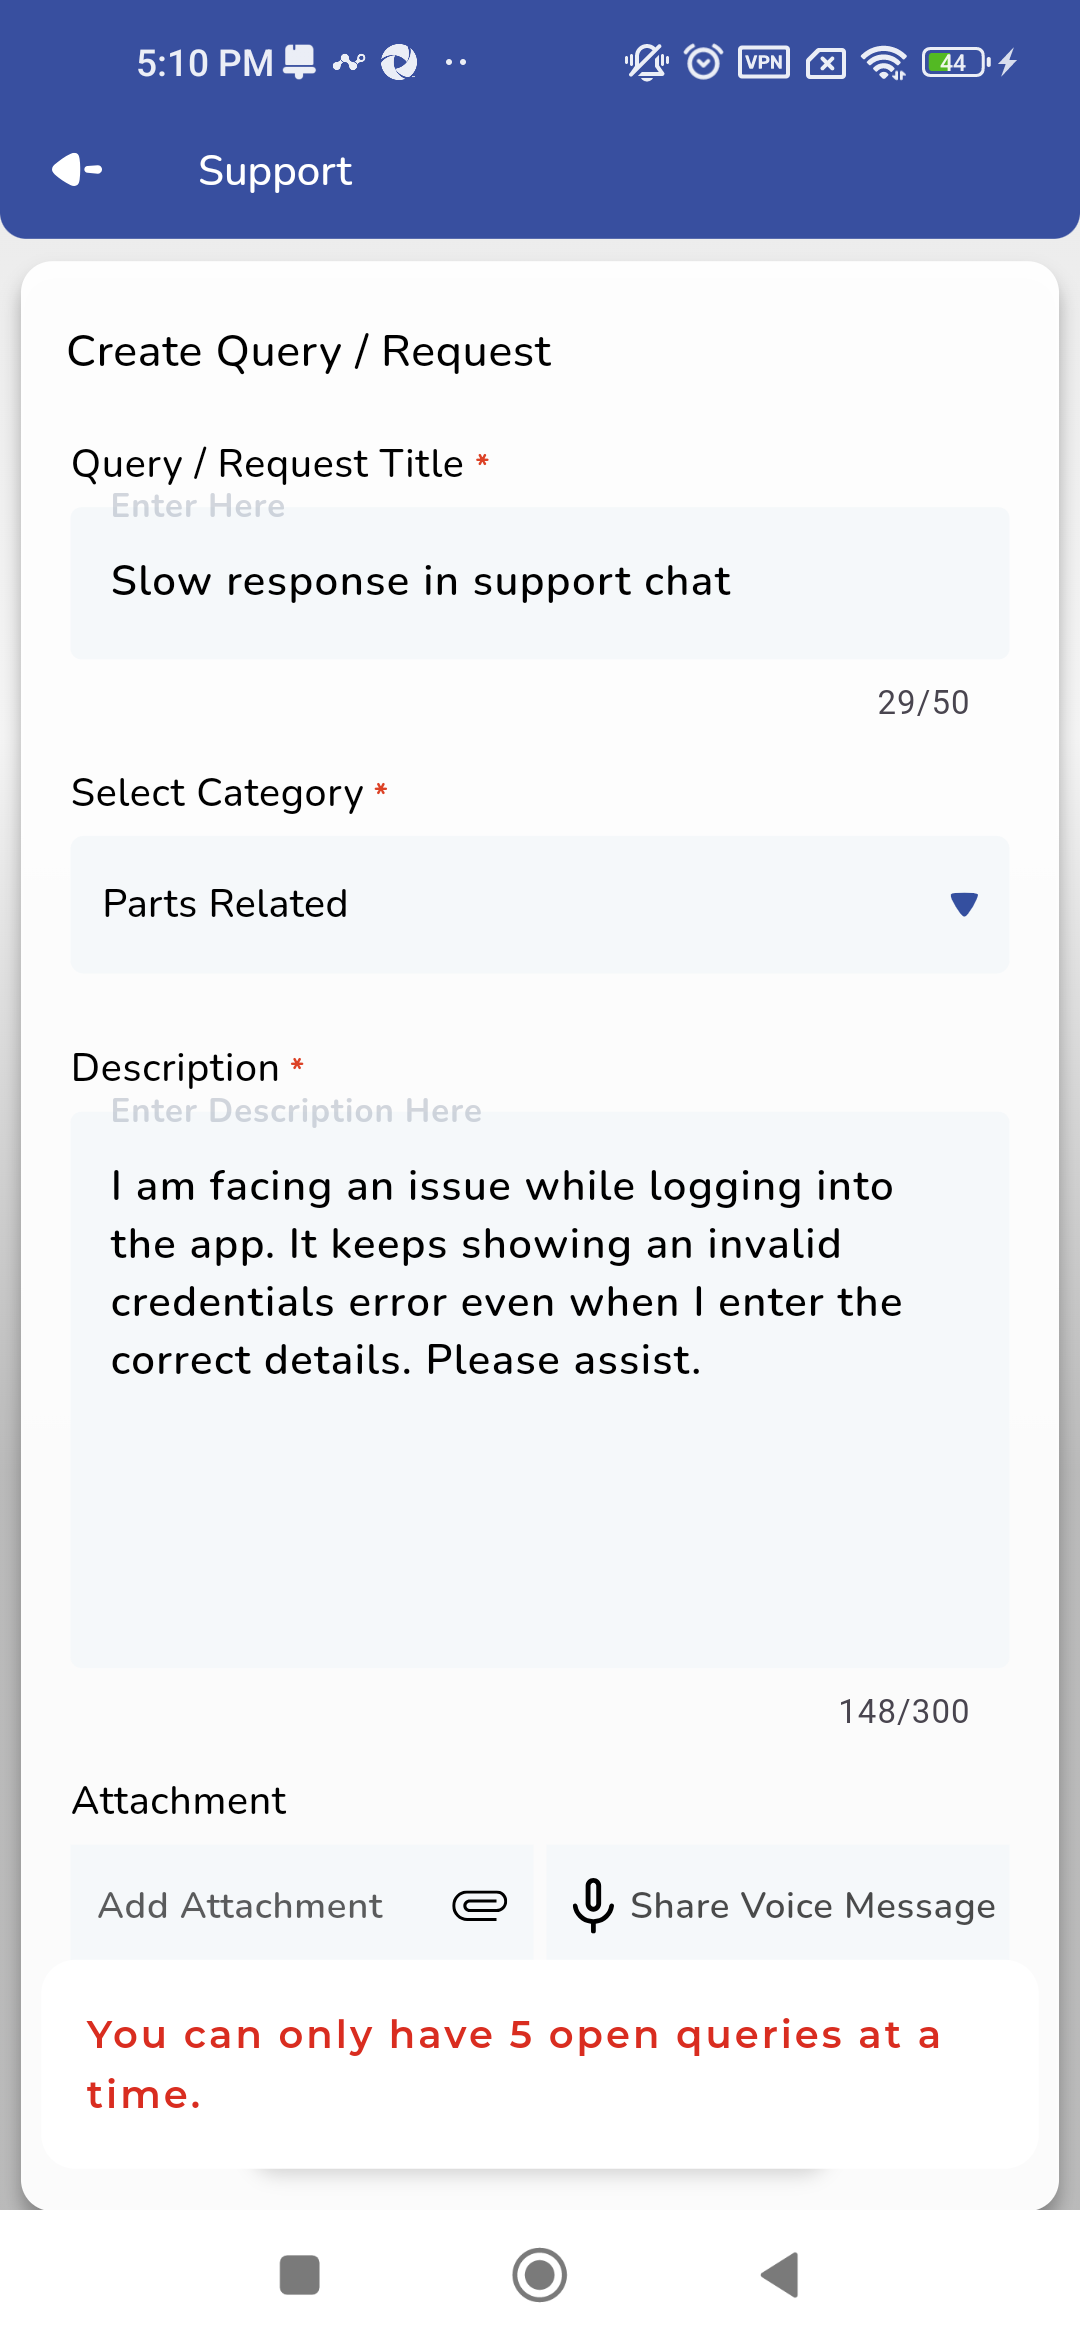 5:10 PM
VPN
44
Support
Create Query / Request
Query / Request Title *
Enter Here
Slow response in support chat
29/50
Select Category *
Parts Related
Description *
Enter Description Here
I am facing an issue while logging into
the app. It keeps showing an invalid
credentials error even when I enter the
correct details. Please assist.
148/300
Attachment
Add Attachment
Share Voice Message
You can only have 5 open queries at a
time.